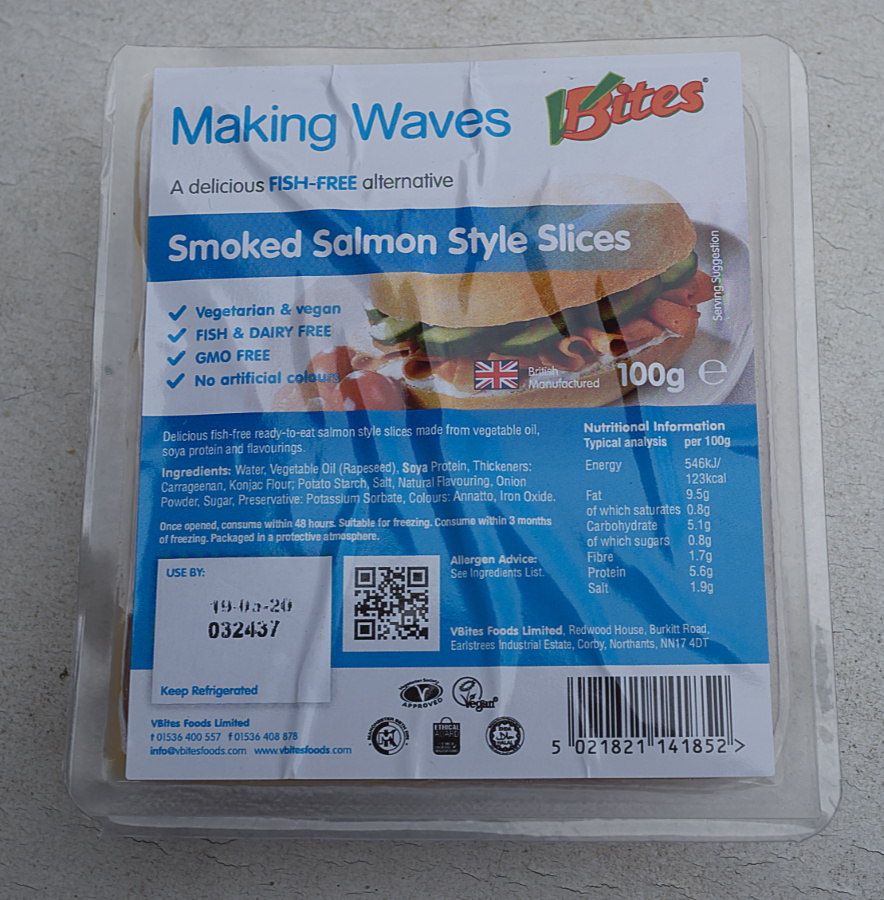 Making Waves
VBites®
A delicious FISH-FREE alternative
Smoked Salmon Style Slices
Serving Suggestion
Vegetarian & vegan
FISH & DAIRY FREE
GMO FREE
No artificial colours
British
Manufactured
100g ℮
Delicious fish-free ready-to-eat salmon style slices made from vegetable oil,
soya protein and flavourings.
Ingredients: Water, Vegetable Oil (Rapeseed), Soya Protein, Thickeners:
Carrageenan, Konjac Flour; Potato Starch, Salt, Natural Flavouring, Onion
Powder, Sugar, Preservative: Potassium Sorbate, Colours: Annatto, Iron Oxide.
Once opened, consume within 48 hours. Suitable for freezing. Consume within 3 months
of freezing. Packaged in a protective atmosphere.
Nutritional Information
Typical analysis per 100g
Energy 546kJ/
123kcal
Fat 9.5g
of which saturates 0.8g
Carbohydrate 5.1g
of which sugars 0.8g
Fibre 1.7g
Protein 5.6g
Salt 1.9g
USE BY:
19-05-20
032437
Keep Refrigerated
Allergen Advice:
See Ingredients List.
VBites Foods Limited, Redwood House, Burkitt Road,
Earlstrees Industrial Estate, Corby, Northants, NN17 4DT
VBites Foods Limited
t 01536 400 557 f 01536 408 878
info@vbitesfoods.com www.vbitesfoods.com
APPROVED
Vegan
ETHICAL
AWARD
5 021821 141852 >